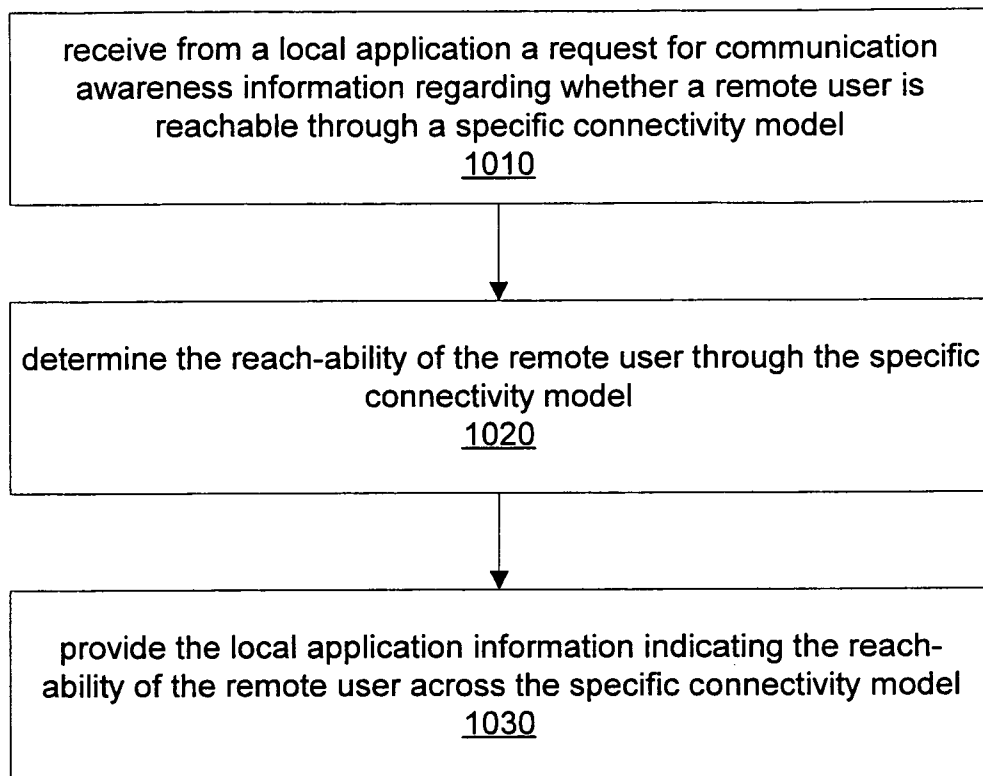 receive from a local application a request for communication
awareness information regarding whether a remote user is
reachable through a specific connectivity model
1010
determine the reach-ability of the remote user through the specific
connectivity model
1020
provide the local application information indicating the reach-
ability of the remote user across the specific connectivity model
1030